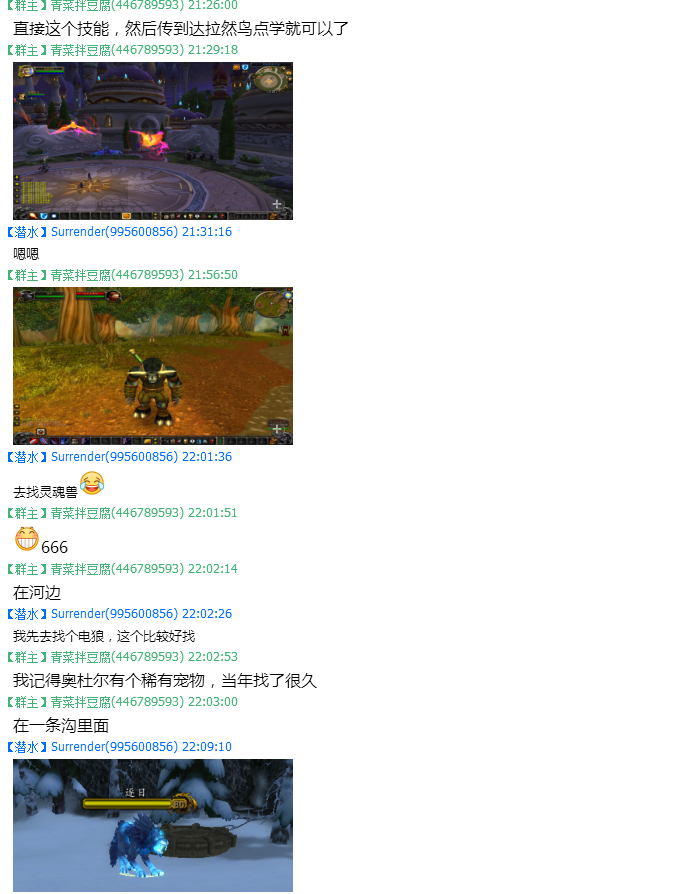 【群主】青菜拌豆腐(446789593) 21:26:00
直接这个技能，然后传到达拉然鸟点学就可以了
【群主】青菜拌豆腐(446789593) 21:29:18
【潜水】Surrender(995600856) 21:31:16
嗯嗯
【群主】青菜拌豆腐(446789593) 21:56:50
【潜水】Surrender(995600856) 22:01:36
去找灵魂兽
【群主】青菜拌豆腐(446789593) 22:01:51
666
【群主】青菜拌豆腐(446789593) 22:02:14
在河边
【潜水】Surrender(995600856) 22:02:26
我先去找个电狼，这个比较好找
【群主】青菜拌豆腐(446789593) 22:02:53
我记得奥杜尔有个稀有宠物，当年找了很久
【群主】青菜拌豆腐(446789593) 22:03:00
在一条沟里面
【潜水】Surrender(995600856) 22:09:10
逐日
80